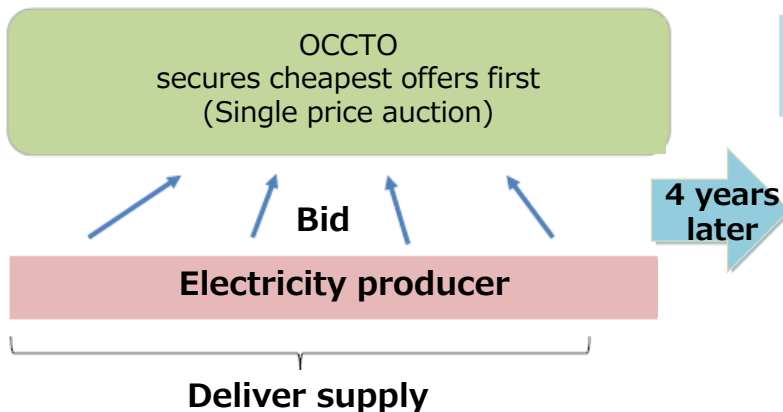 OCCTO
secures cheapest offers first
(Single price auction)
Bid
4 years
later
Electricity producer
Deliver supply